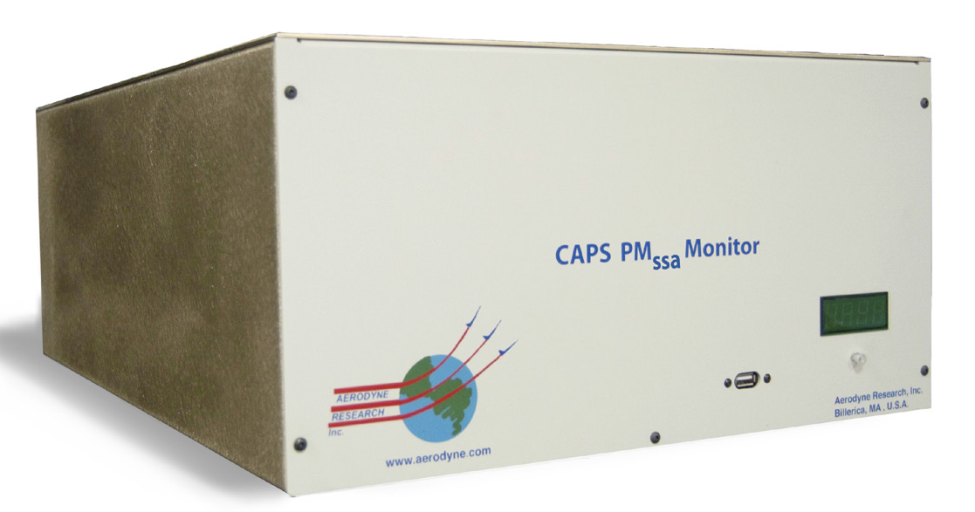 CAPS PMssa Monitor
AERODYNE
RESEARCH
Inc.
www.aerodyne.com
Aerodyne Research, Inc.
Billerica, MA , U.S.A.